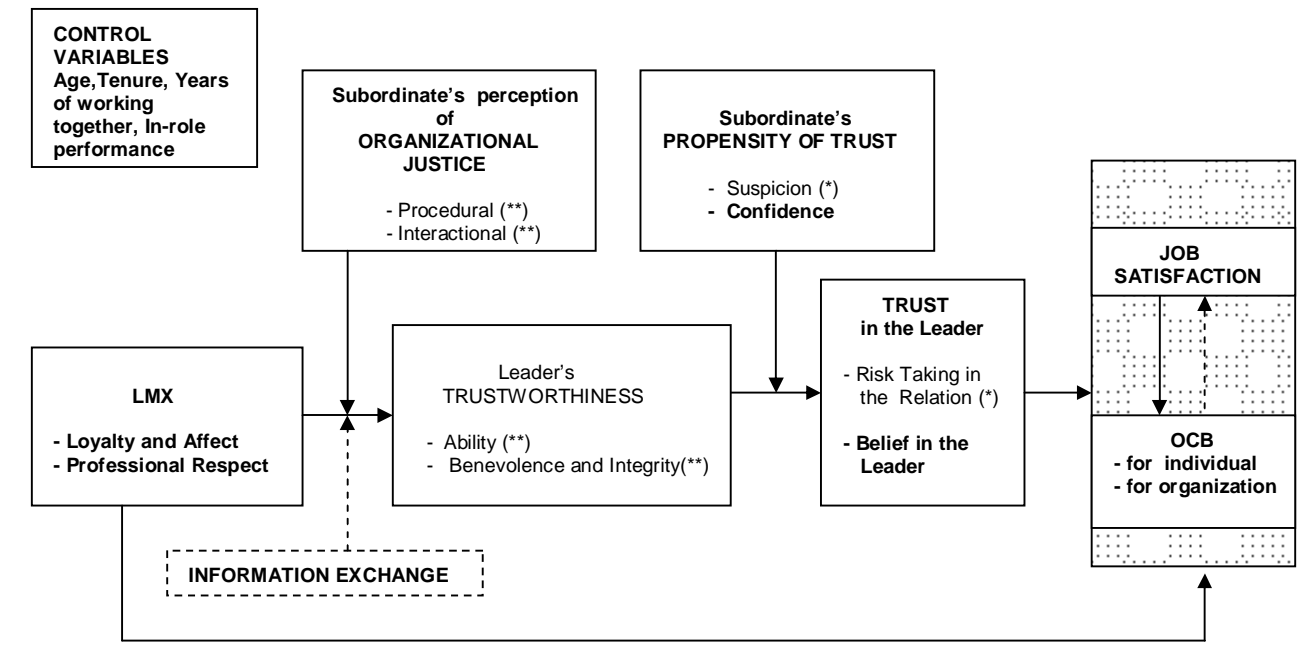 CONTROL
VARIABLES
Age,Tenure, Years
of working
together, In-role
performance
Subordinate’s perception
of
ORGANIZATIONAL
JUSTICE
- Procedural (**)
- Interactional (**)
Subordinate’s
PROPENSITY OF TRUST
- Suspicion (*)
- Confidence
JOB
SATISFACTION
TRUST
in the Leader
- Risk Taking in
the Relation (*)
- Belief in the
Leader
Leader’s
TRUSTWORTHINESS
- Ability (**)
- Benevolence and Integrity(**)
LMX
- Loyalty and Affect
- Professional Respect
OCB
- for individual
- for organization
INFORMATION EXCHANGE